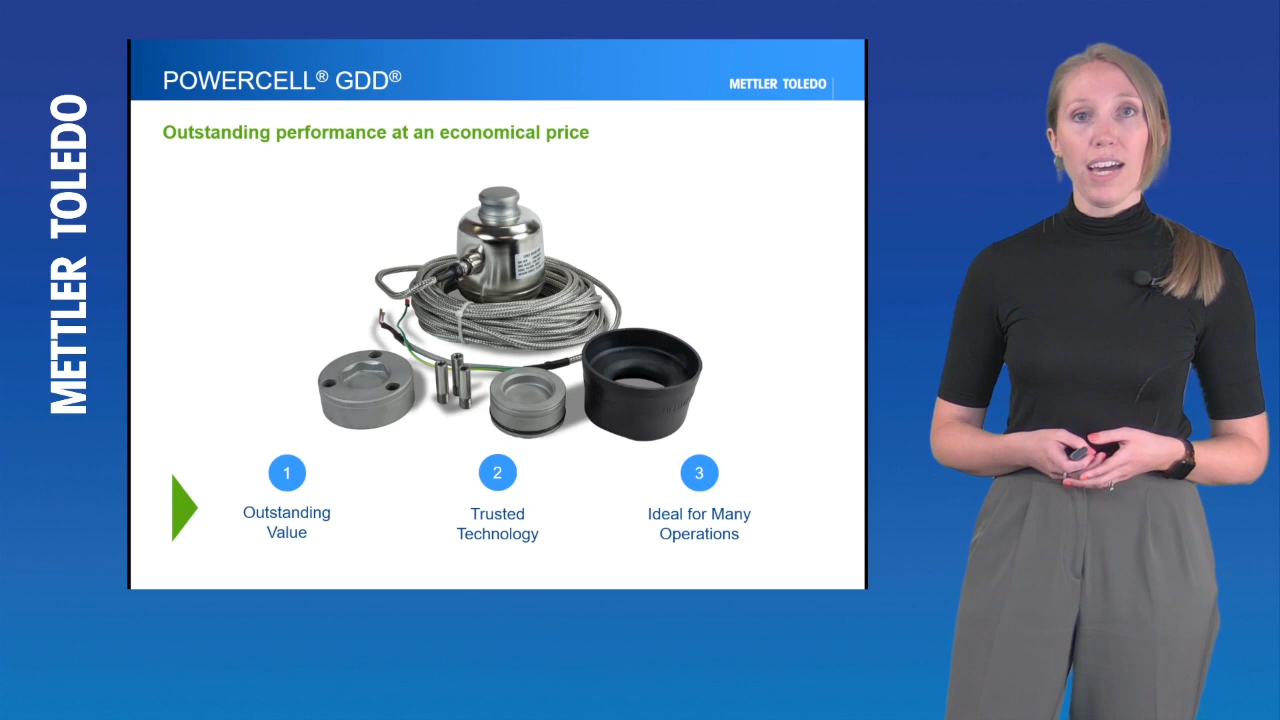 METTLER TOLEDO
POWERCELL® GDD®
METTLER TOLEDO
Outstanding performance at an economical price
1
Outstanding
Value
2
Trusted
Technology
3
Ideal for Many
Operations